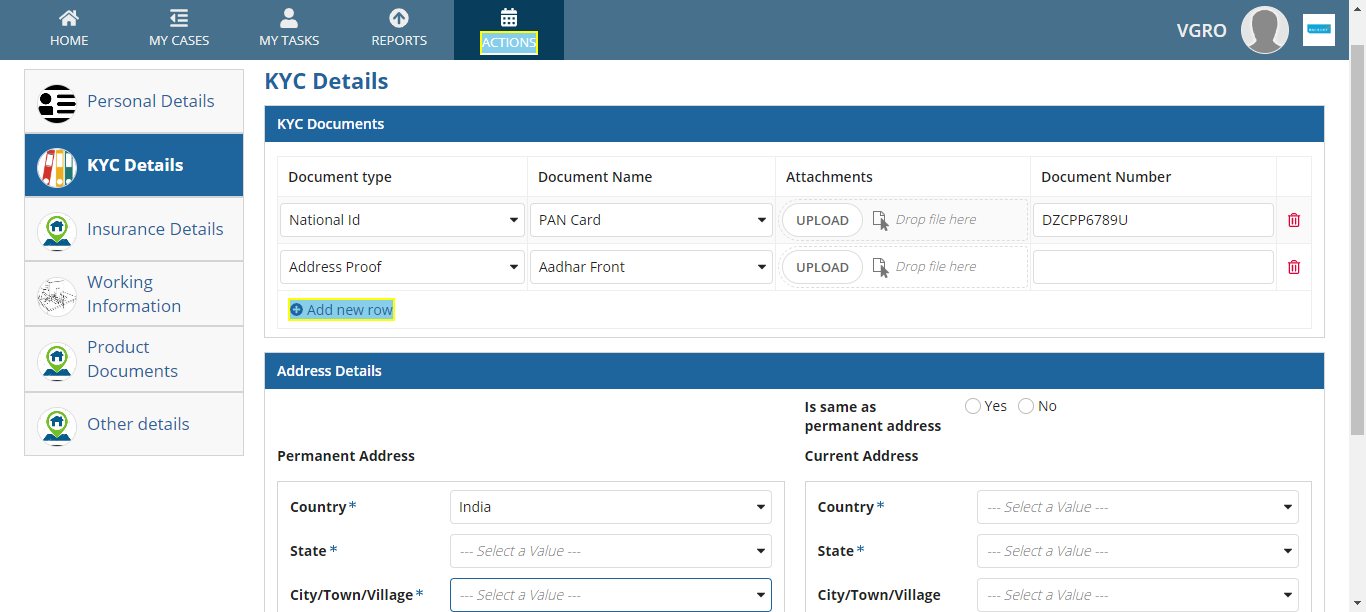 HOME
MY CASES
MY TASKS
REPORTS
ACTIONS
VGRO
Personal Details
KYC Details
Insurance Details
Working
Information
Product
Documents
Other details
KYC Details
KYC Documents
Document type
Document Name
Attachments
Document Number
National Id
PAN Card
UPLOAD
Drop file here
DZCPP6789U
Address Proof
Aadhar Front
UPLOAD
Drop file here
Add new row
Address Details
Is same as
permanent address
Yes
No
Permanent Address
Current Address
Country *
India
Country *
--- Select a Value ---
State *
--- Select a Value ---
State *
--- Select a Value ---
City/Town/Village *
--- Select a Value ---
City/Town/Village
--- Select a Value ---